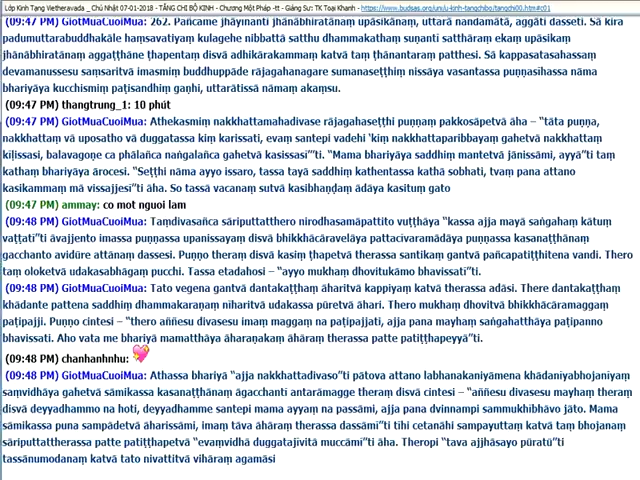 Lớp Kinh Tạng Vietheravada _ Chủ Nhật 07-01-2018 - TĂNG CHI BỘ KINH - Chương Một Pháp -tt - Giảng Sư: TK Toại Khanh - https://www.budsas.org/uni/u-kinh-tangchibo/tangchi00.htm#c01
(09:47 PM) GiotMuaCuoiMua: 262. Pañcame jhāyīnanti jhānābhiratānaṃ upāsikānaṃ, uttarā nandamātā, aggāti dasseti. Sā kira
padumuttarabuddhakāle haṃsavatiyaṃ kulagehe nibbattā satthu dhammakathaṃ suṇantī satthāraṃ ekaṃ upāsikaṃ
jhānābhiratānaṃ aggaṭṭhāne ṭhapentaṃ disvā adhikārakammaṃ katvā taṃ ṭhānantaraṃ patthesi. Sā kappasatasahassaṃ
devamanussesu saṃsaritvā imasmiṃ buddhuppāde rājagahanagare sumanaseṭṭhiṃ nissāya vasantassa puṇṇasīhassa nāma
bhariyāya kucchismiṃ paṭisandhiṃ gaṇhi, uttarātissā nāmaṃ akaṃsu.
(09:47 PM) thangtrung_1: 10 phút
(09:47 PM) GiotMuaCuoiMua: Athekasmiṃ nakkhattamahadivase rājagahaseṭṭhi puṇṇaṃ pakkosāpetvā āha – “tāta puṇṇa,
nakkhattaṃ vā uposatho vā duggatassa kiṃ karissati, evaṃ santepi vadehi ‘kiṃ nakkhattaparibbayaṃ gahetvā nakkhattaṃ
kīḷissasi, balavagoṇe ca phālañca naṅgalañca gahetvā kasissasī’”ti. “Mama bhariyāya saddhiṃ mantetvā jānissāmi, ayyā”ti taṃ
kathaṃ bhariyāya ārocesi. “Seṭṭhi nāma ayyo issaro, tassa tayā saddhiṃ kathentassa kathā sobhati, tvaṃ pana attano
kasikammaṃ mā vissajjesī”ti āha. So tassā vacanaṃ sutvā kasibhaṇḍaṃ ādāya kasituṃ gato
(09:47 PM) ammay: co mot nguoi lam
(09:48 PM) GiotMuaCuoiMua: Taṃdivasañca sāriputtatthero nirodhasamāpattito vuṭṭhāya “kassa ajja mayā saṅgahaṃ kātuṃ
vaṭṭatī”ti āvajjento imassa puṇṇassa upanissayaṃ disvā bhikkhācāravelāya pattacīvaramādāya puṇṇassa kasanaṭṭhānaṃ
gacchanto avidūre attānaṃ dassesi. Puṇṇo theraṃ disvā kasiṃ ṭhapetvā therassa santikaṃ gantvā pañcapatiṭṭhitena vandi. Thero
taṃ oloketvā udakasabhāgaṃ pucchi. Tassa etadahosi – “ayyo mukhaṃ dhovitukāmo bhavissatī”ti.
(09:48 PM) GiotMuaCuoiMua: Tato vegena gantvā dantakaṭṭhaṃ āharitvā kappiyaṃ katvā therassa adāsi. There dantakaṭṭhaṃ
khādante pattena saddhiṃ dhammakaraṇaṃ nīharitvā udakassa pūretvā āhari. Thero mukhaṃ dhovitvā bhikkhācāramaggaṃ
paṭipajji. Puṇṇo cintesi – “thero aññesu divasesu imaṃ maggaṃ na paṭipajjati, ajja pana mayhaṃ saṅgahatthāya paṭipanno
bhavissati. Aho vata me bhariyā mamatthāya āharaṇakaṃ āhāraṃ therassa patte patiṭṭhapeyyā”ti.
(09:48 PM) chanhanhnhu:
(09:48 PM) GiotMuaCuoiMua: Athassa bhariyā “ajja nakkhattadivaso”ti pātova attano labhanakaniyāmena khādanīyabhojanīyaṃ
saṃvidhāya gahetvā sāmikassa kasanaṭṭhānaṃ āgacchantī antarāmagge theraṃ disvā cintesi – “aññesu divasesu mayhaṃ theraṃ
disvā deyyadhammo na hoti, deyyadhamme santepi mama ayyaṃ na passāmi, ajja pana dvinnampi sammukhībhāvo jāto. Mama
sāmikassa puna sampādetvā āharissāmi, imaṃ tāva āhāraṃ therassa dassāmī”ti tīhi cetanāhi sampayuttaṃ katvā taṃ bhojanaṃ
sāriputtattherassa patte patiṭṭhapetvā “evaṃvidhā duggatajīvitā muccāmī”ti āha. Theropi “tava ajjhāsayo pūratū”ti
tassānumodanaṃ katvā tato nivattitvā vihāraṃ agamāsi